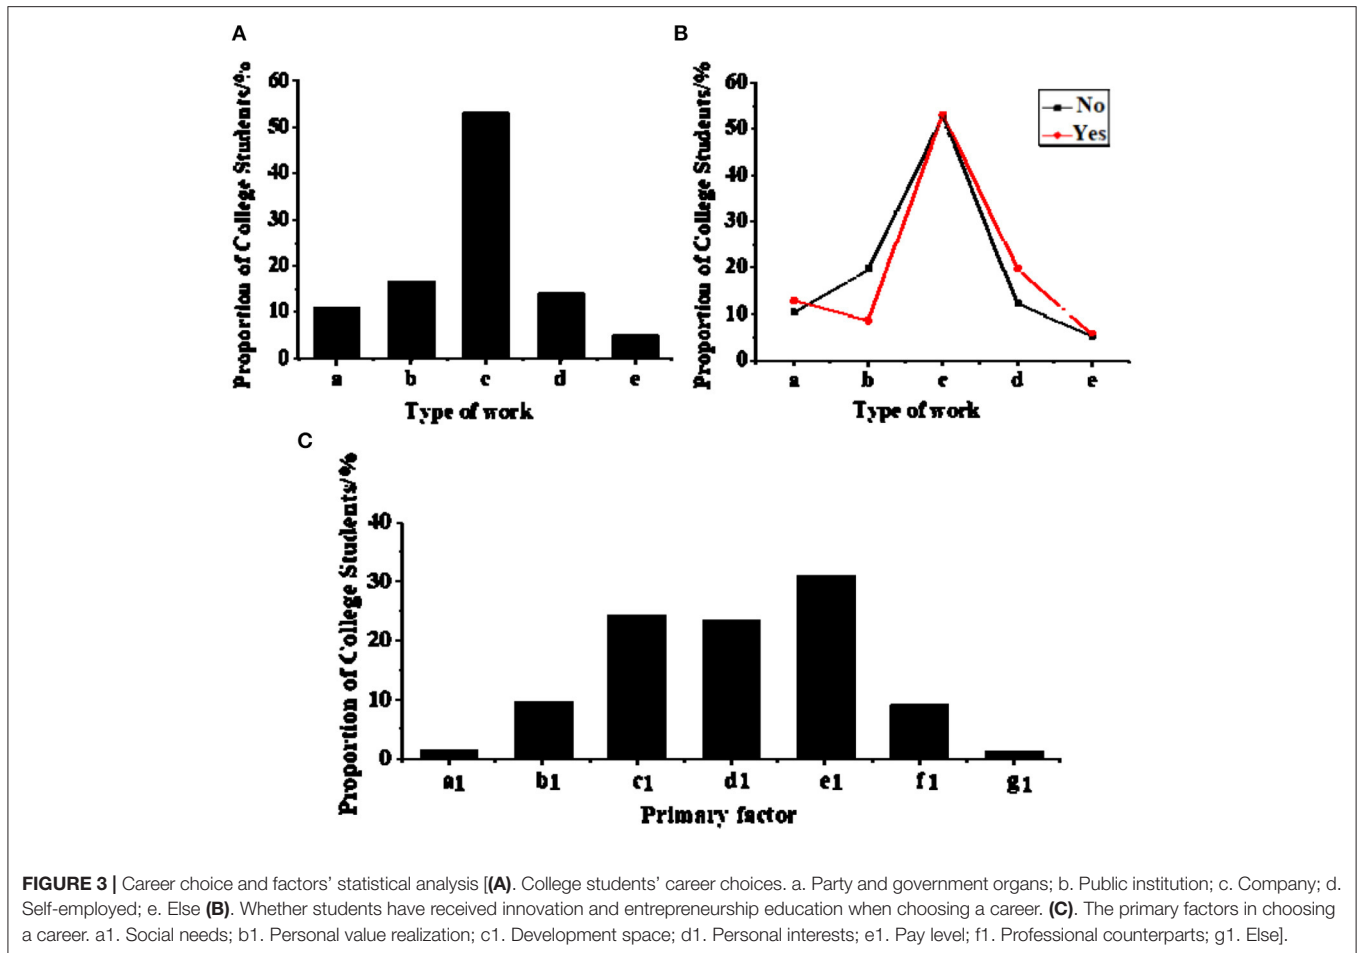 A
Proportion of College Students/%
60
50
40
30
20
10
0
a b c d e
Type of work
B
Proportion of College Students/%
60
50
40
30
20
10
0
No
Yes
a b c d e
Type of work
C
Proportion of College Students/%
40
30
20
10
0
a1 b1 c1 d1 e1 f1 g1
Primary factor
FIGURE 3 | Career choice and factors' statistical analysis [(A). College students' career choices. a. Party and government organs; b. Public institution; c. Company; d.
Self-employed; e. Else (B). Whether students have received innovation and entrepreneurship education when choosing a career. (C). The primary factors in choosing
a career. a1. Social needs; b1. Personal value realization; c1. Development space; d1. Personal interests; e1. Pay level; f1. Professional counterparts; g1. Else].